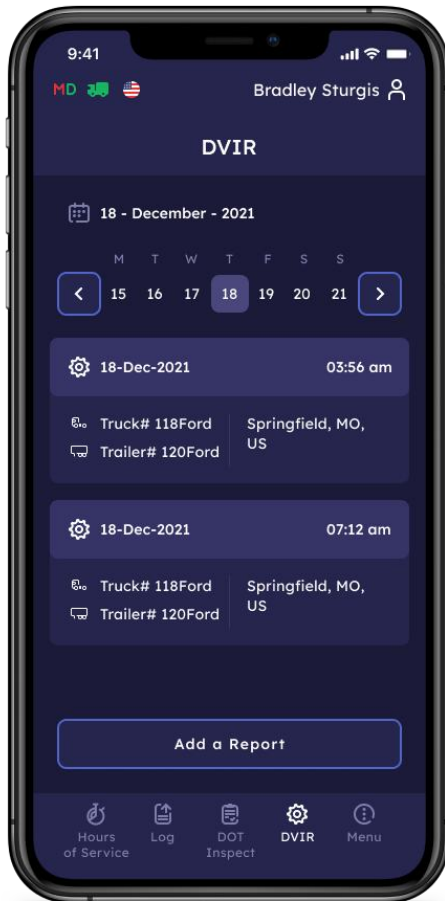 9:41
MD
Bradley Sturgis
DVIR
18 - December - 2021
M T W T F S S
15 16 17 18 19 20 21
18-Dec-2021 03:56 am
Truck# 118Ford
Trailer# 120Ford
Springfield, MO,
US
18-Dec-2021 07:12 am
Truck# 118Ford
Trailer# 120Ford
Springfield, MO,
US
Add a Report
Hours
of Service
Log
DOT
Inspect
DVIR
Menu